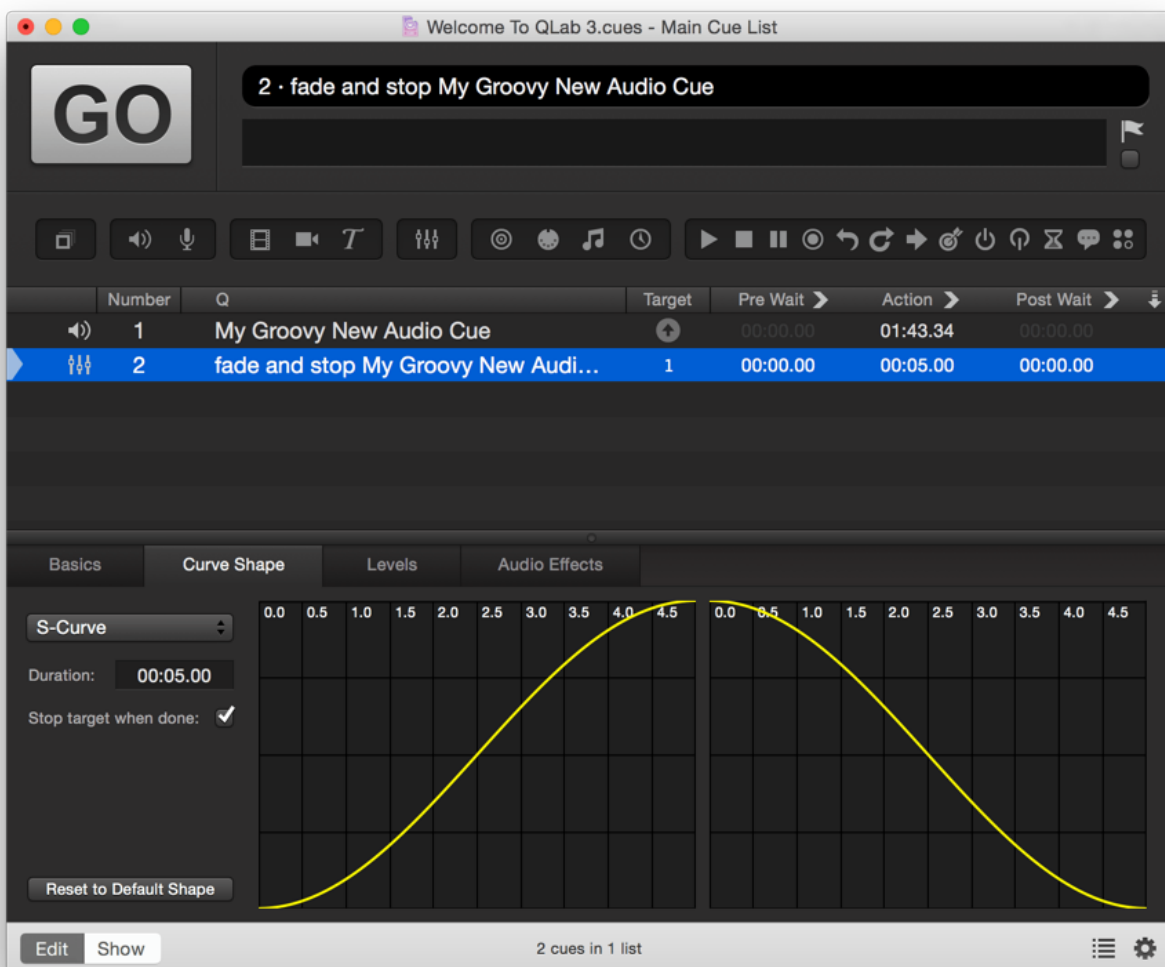 Welcome To QLab 3.cues - Main Cue List
GO
2 · fade and stop My Groovy New Audio Cue
T
Number Q Target Pre Wait Action Post Wait
1 My Groovy New Audio Cue 00:00.00 01:43.34 00:00.00
2 fade and stop My Groovy New Audi... 1 00:00.00 00:05.00 00:00.00
Basics Curve Shape Levels Audio Effects
0.0 0.5 1.0 1.5 2.0 2.5 3.0 3.5 4.0 4.5 0.0 0.5 1.0 1.5 2.0 2.5 3.0 3.5 4.0 4.5
S-Curve
Duration: 00:05.00
Stop target when done:
Reset to Default Shape
Edit Show 2 cues in 1 list